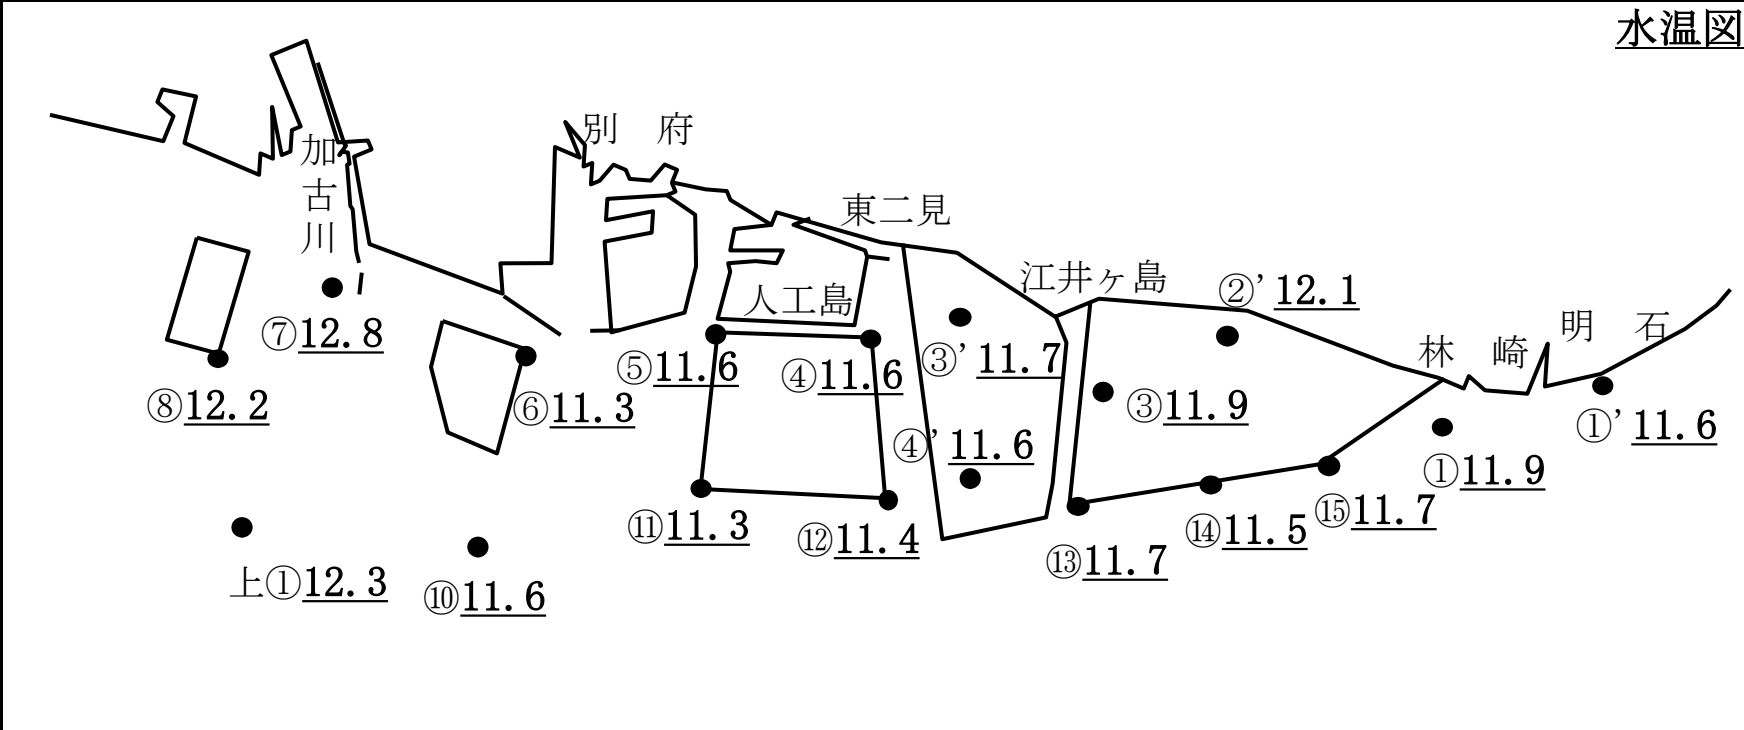 水温図
別　府
加古川
東二見
江井ヶ島
人工島
②’12.1
林　崎　明　石
⑦12.8
⑤11.6
④11.6
③’11.7
⑧12.2
⑥11.3
③11.9
①’11.6
④’11.6
①11.9
⑪11.3
⑫11.4
⑭11.5
⑮11.7
⑬11.7
上①12.3
⑩11.6